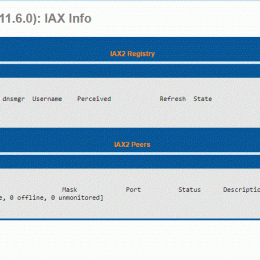 11.6.0): IAX Info
IAX2 Registry
dnsmgr Username Perceived Refresh State
IAX2 Peers
Mask Port Status Descriptio
e, 0 offline, 0 unmonitored]